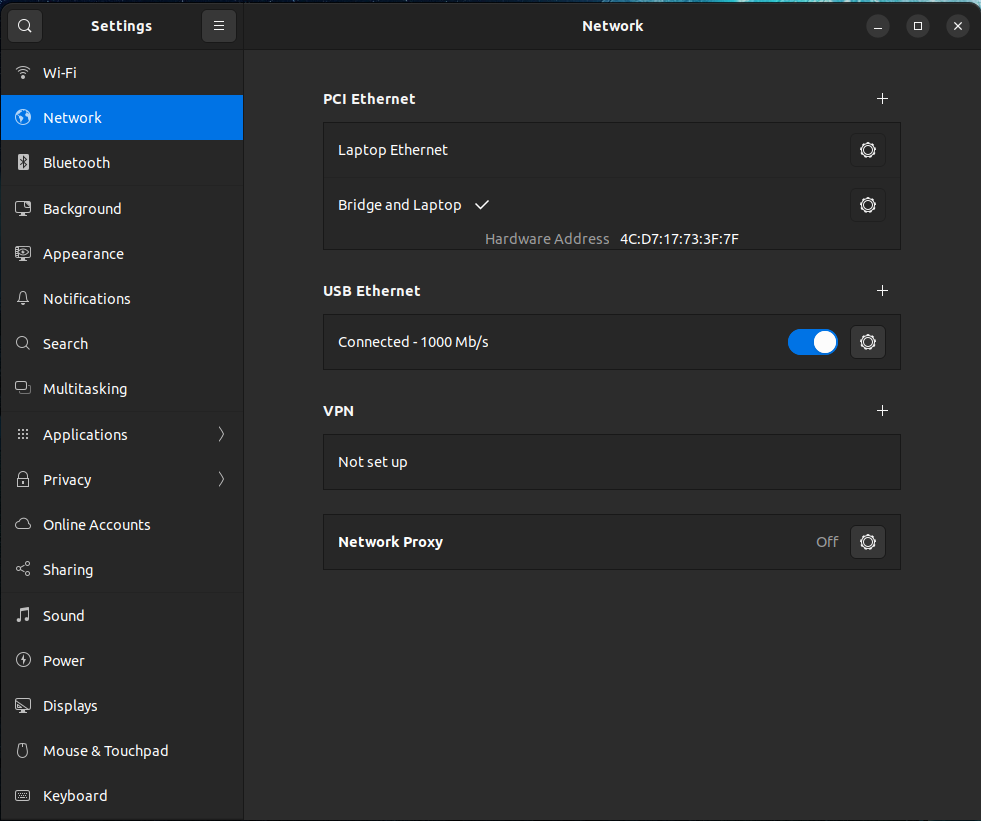 Settings
Network
Wi-Fi
Network
Bluetooth
Background
Appearance
Notifications
Search
Multitasking
Applications
Privacy
Online Accounts
Sharing
Sound
Power
Displays
Mouse & Touchpad
Keyboard
PCI Ethernet
Laptop Ethernet
Bridge and Laptop
Hardware Address 4C:D7:17:73:3F:7F
USB Ethernet
Connected - 1000 Mb/s
VPN
Not set up
Network Proxy Off